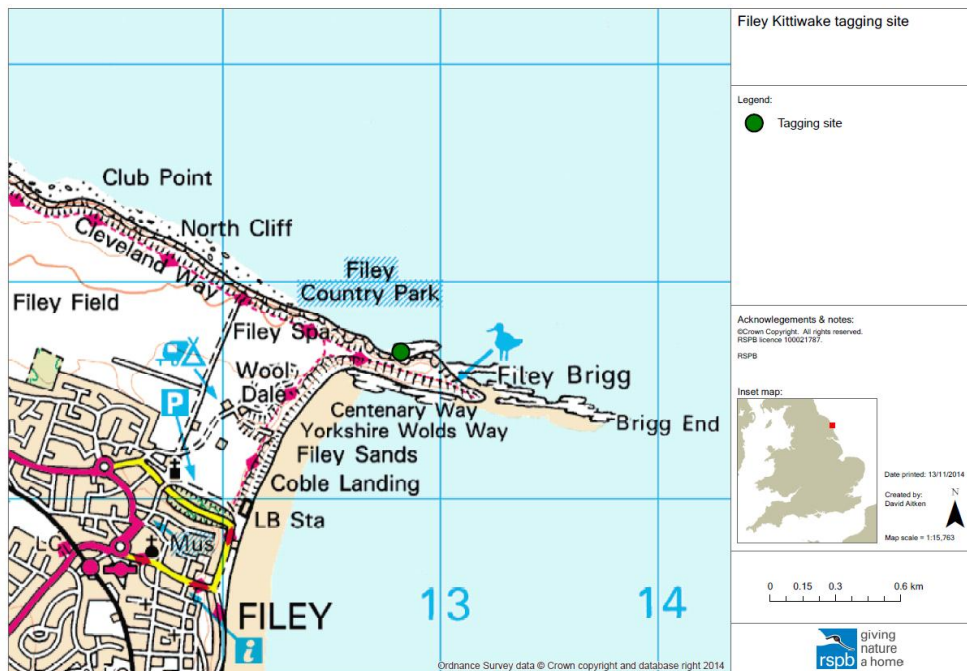 Filey Kittiwake tagging site
Legend:
Tagging site
Club Point
North Cliff
Cleveland Way
Filey
Country Park
Filey Field
Filey Spa
Wool
Dale
Filey Brigg
Centenary Way
Brigg End
Yorkshire Wolds Way
Filey Sands
Coble Landing
P
LB Sta
LC
Mus
FILEY
i
13
14
Ordnance Survey data © Crown copyright and database right 2014
Acknowlegements & notes:
©Crown Copyright. All rights reserved.
RSPB licence 100021787.
RSPB
Inset map:
Date printed: 13/11/2014
Created by:
David Aitken
N
Map scale = 1:15,763
0 0.15 0.3 0.6 km
rspb
giving
nature
a home